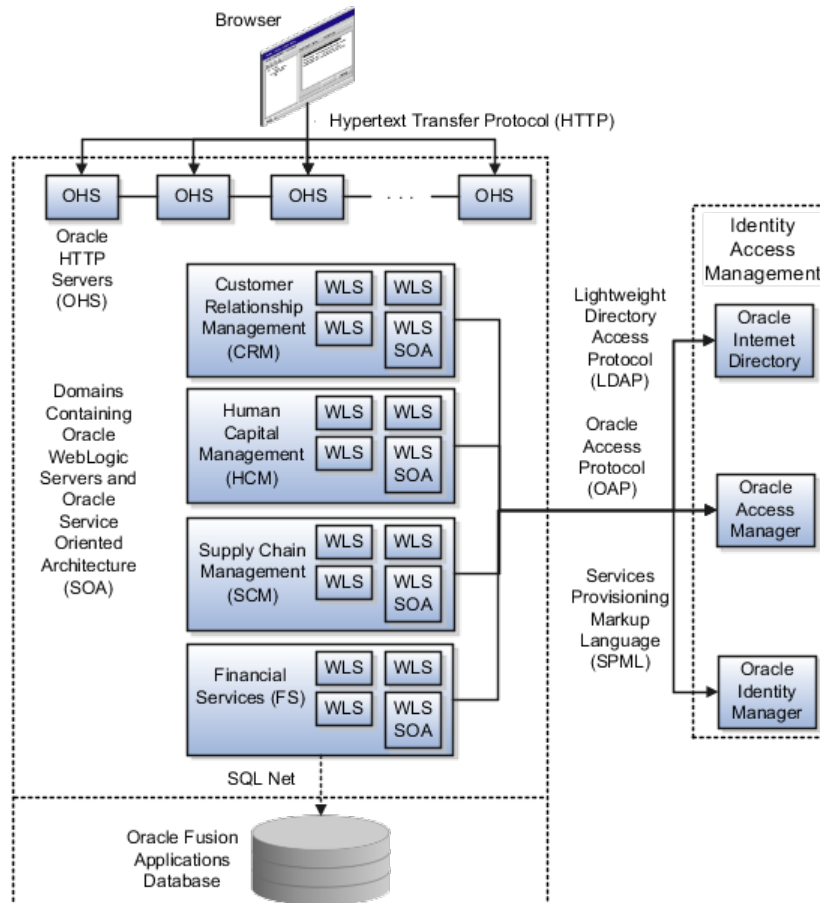 Browser
Hypertext Transfer Protocol (HTTP)
OHS
OHS
OHS
. . .
OHS
Oracle
HTTP
Servers
(OHS)
Domains
Containing
Oracle
WebLogic
Servers and
Oracle
Service
Oriented
Architecture
(SOA)
Customer
Relationship
Management
(CRM)
WLS
WLS
WLS
WLS
SOA
Human
Capital
Management
(HCM)
WLS
WLS
WLS
WLS
SOA
Supply Chain
Management
(SCM)
WLS
WLS
WLS
WLS
SOA
Financial
Services (FS)
WLS
WLS
WLS
WLS
SOA
SQL Net
Oracle Fusion
Applications
Database
Lightweight
Directory
Access
Protocol
(LDAP)
Oracle
Access
Protocol
(OAP)
Services
Provisioning
Markup
Language
(SPML)
Identity
Access
Management
Oracle
Internet
Directory
Oracle
Access
Manager
Oracle
Identity
Manager